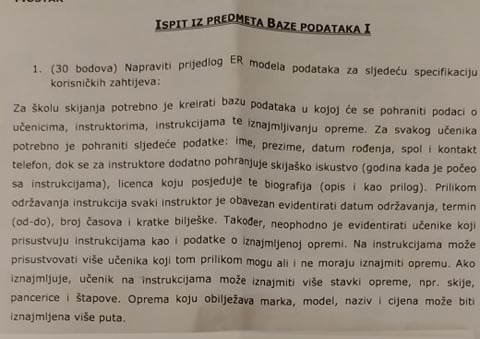 MOSTAR
ISPIT IZ PREDMETA BAZE PODATAKA I
1. (30 bodova) Napraviti prijedlog ER modela podataka za sljedeću specifikaciju
korisničkih zahtijeva:
Za školu skijanja potrebno je kreirati bazu podataka u kojoj će se pohraniti podaci o
učenicima, instruktorima, instrukcijama te iznajmljivanju opreme. Za svakog učenika
potrebno je pohraniti sljedeće podatke: ime, prezime, datum rođenja, spol i kontakt
telefon, dok se za instruktore dodatno pohranjuje skijaško iskustvo (godina kada je počeo
sa instrukcijama), licenca koju posjeduje te biografija (opis i kao prilog). Prilikom
održavanja instrukcija svaki instruktor je obavezan evidentirati datum održavanja, termin
(od-do), broj časova i kratke bilješke. Također, neophodno je evidentirati učenike koji
prisustvuju instrukcijama kao i podatke o iznajmljenoj opremi. Na instrukcijama može
prisustvovati više učenika koji tom prilikom mogu ali i ne moraju iznajmiti opremu. Ako
iznajmljuje, učenik na instrukcijama može iznajmiti više stavki opreme, npr. skije,
pancerice i štapove. Oprema koju obilježava marka, model, naziv i cijena može biti
iznajmljena više puta.